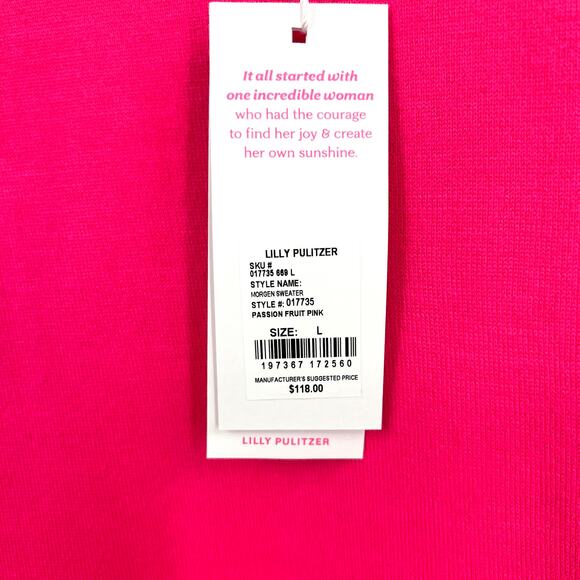 It all started with
one incredible woman
who had the courage
to find her joy & create
her own sunshine.
LILLY PULITZER
SKU #
017735 669 L
STYLE NAME:
MORGEN SWEATER
STYLE #: 017735
PASSION FRUIT PINK
SIZE: L
197367 172560
MANUFACTURER'S SUGGESTED PRICE
$118.00
LILLY PULITZER